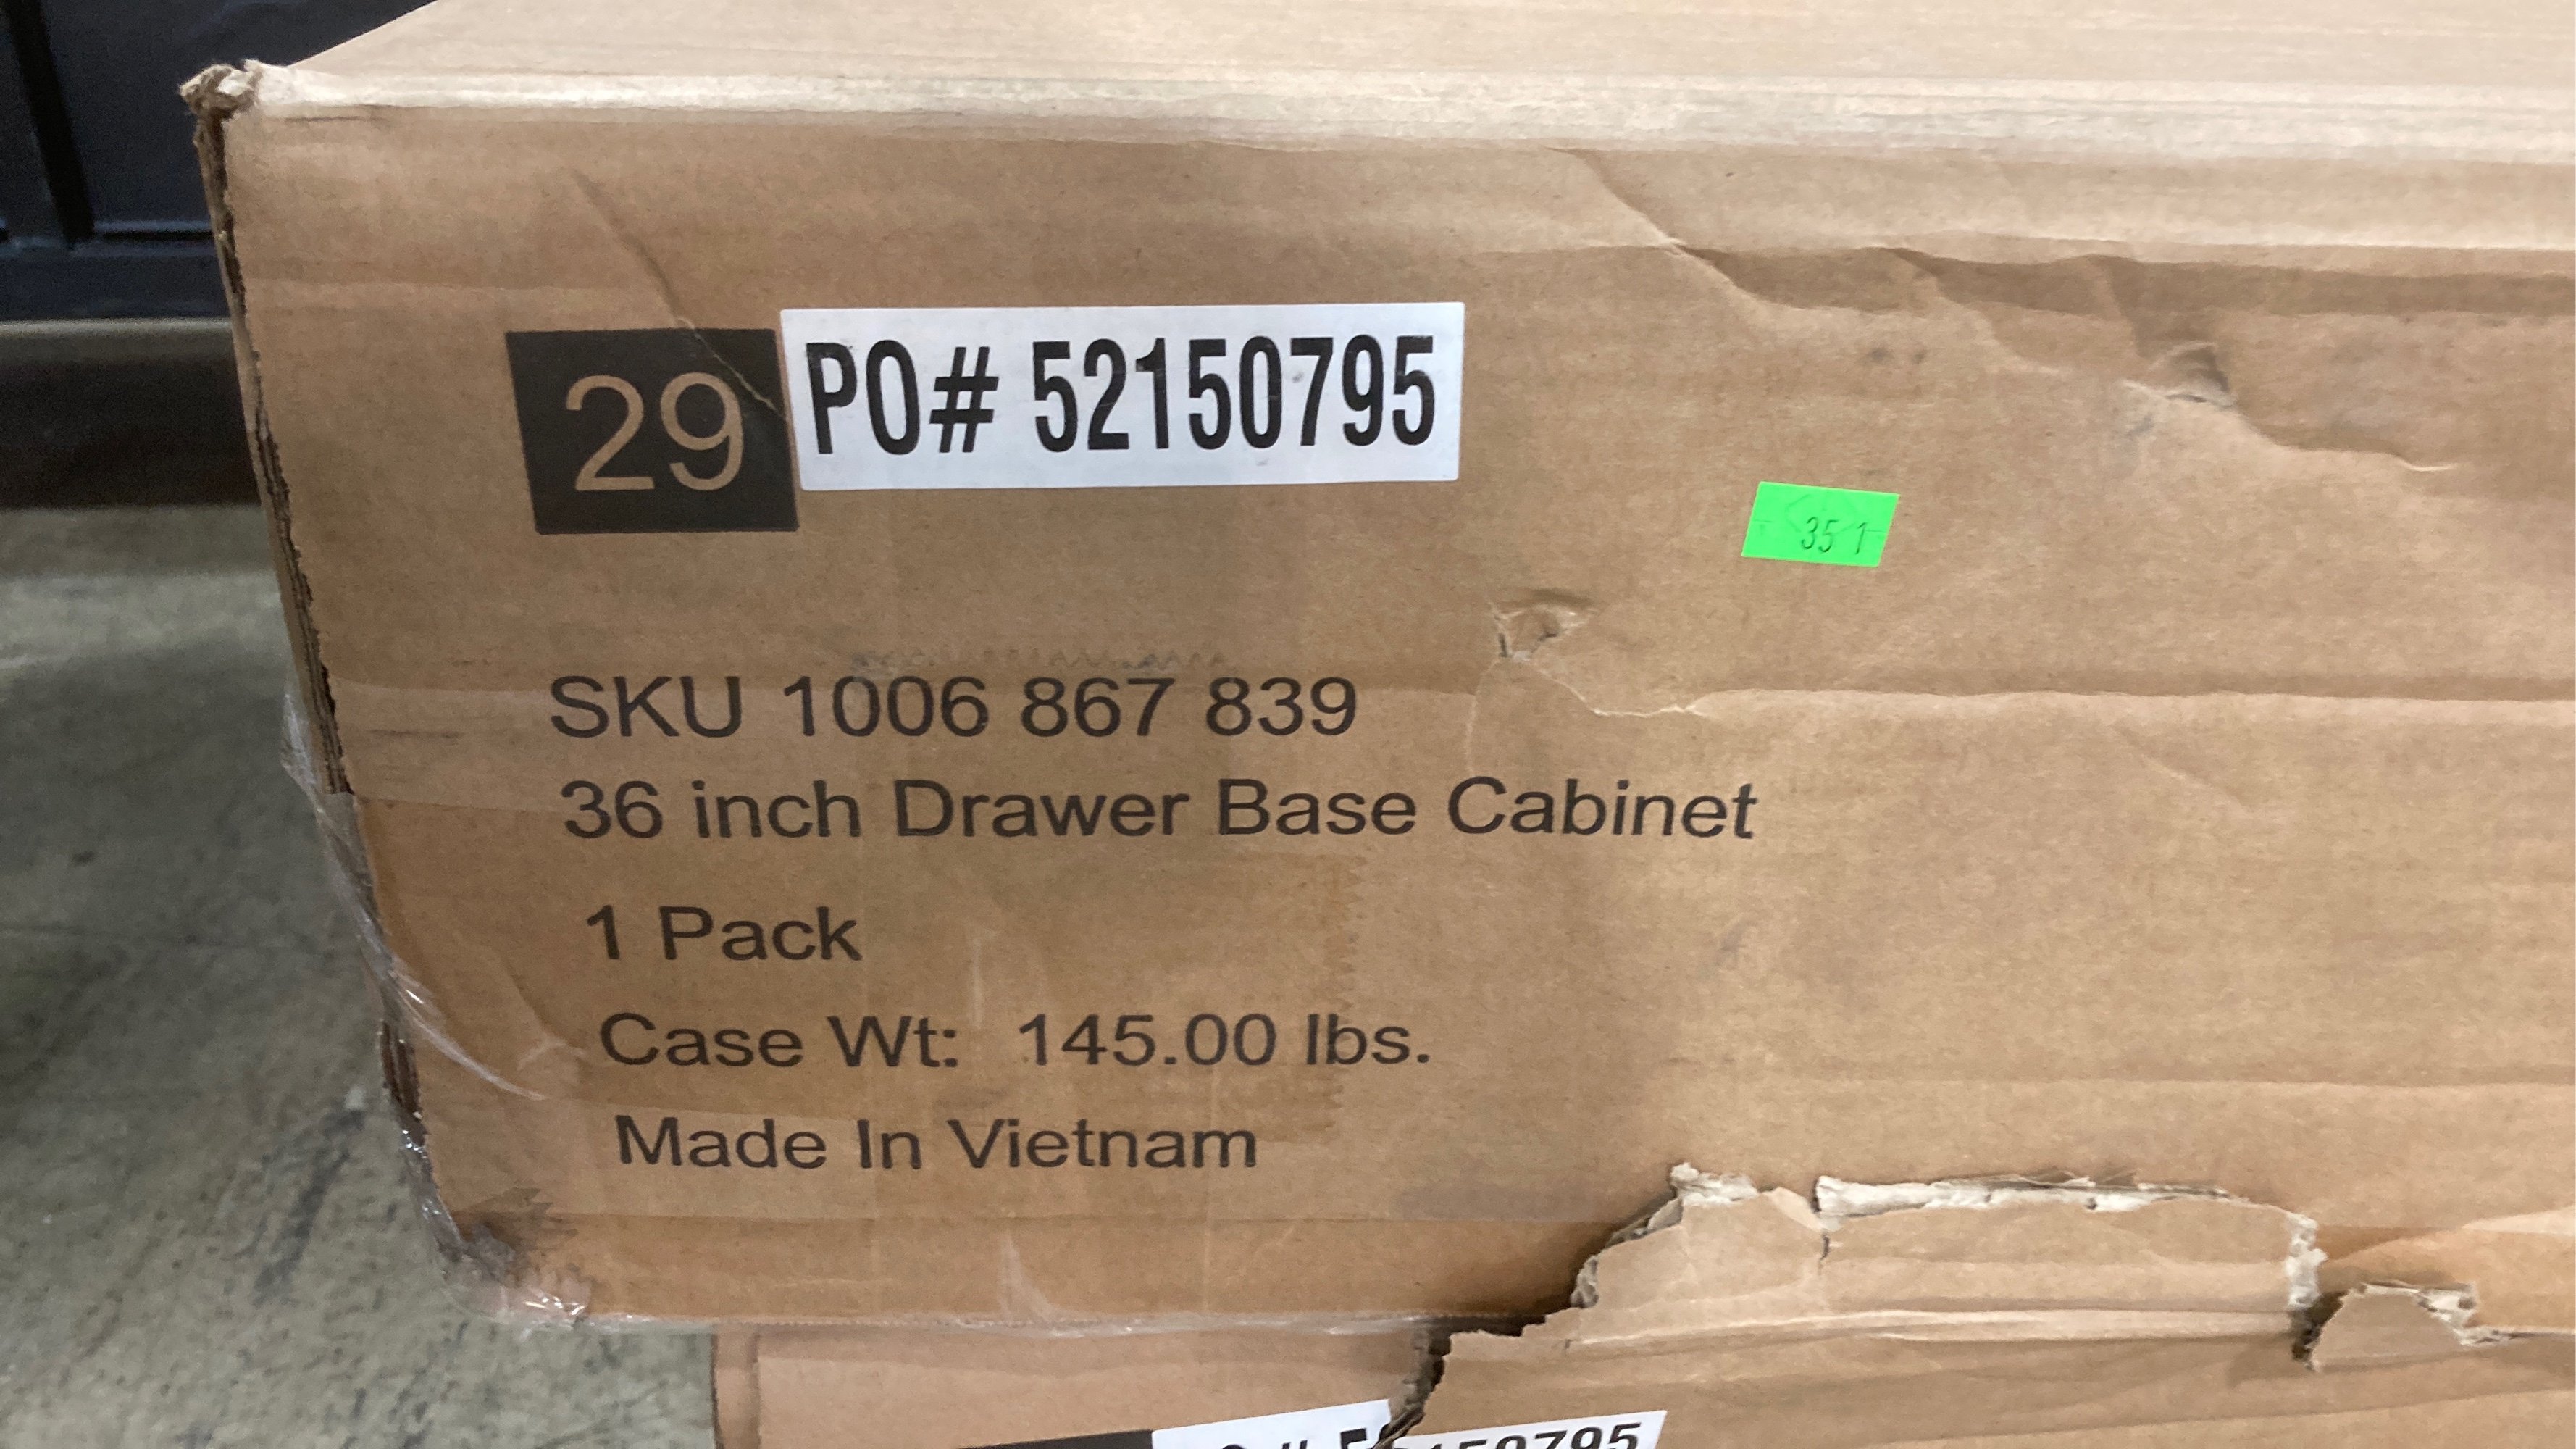 29
PO# 52150795
35 1
SKU 1006 867 839
36 inch Drawer Base Cabinet
1 Pack
Case Wt: 145.00 lbs.
Made In Vietnam